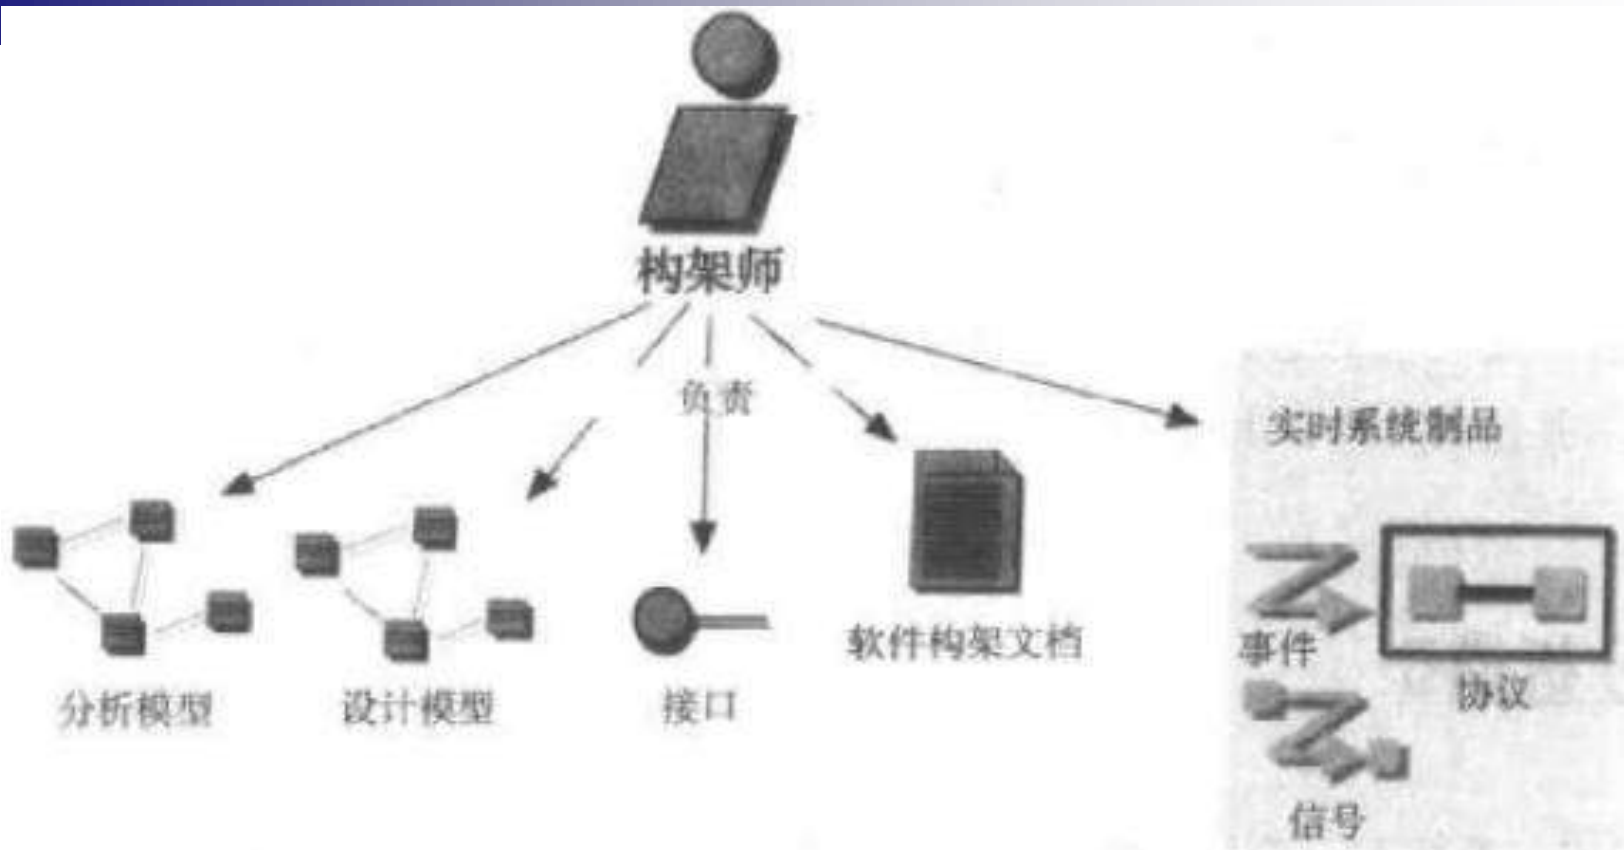 构架师
负责
实时系统制品
事件
软件构架文档
协议
分析模型
设计模型
接口
信号